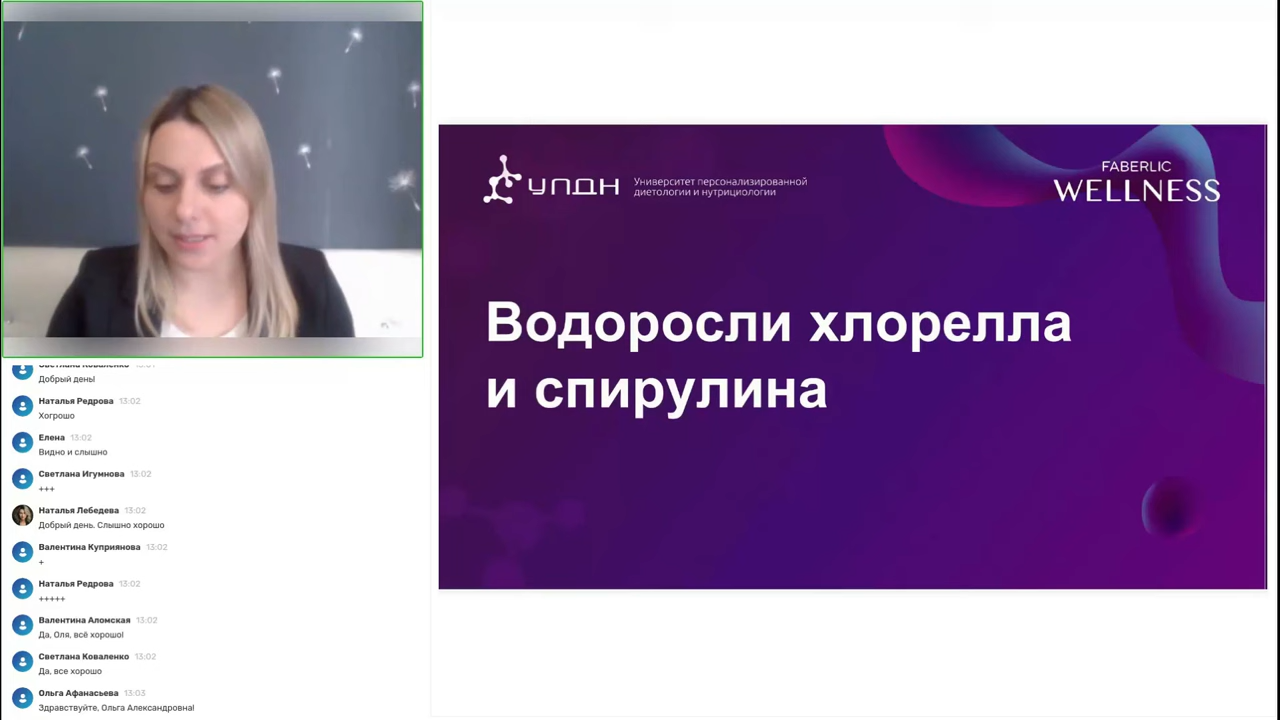 УПДН
Университет персонализированной
диетологии и нутрициологии
FABERLIC
WELLNESS
Водоросли хлорелла
и спирулина
Светлана Коваленко
Добрый день!
Наталья Редрова 13:02
Хогрошо
Елена 13:02
Видно и слышно
Светлана Игумнова 13:02
+++
Наталья Лебедева 13:02
Добрый день. Слышно хорошо
Валентина Куприянова 13:02
+
Наталья Редрова 13:02
+++++
Валентина Аломская 13:02
Да, Оля, всё хорошо!
Светлана Коваленко 13:02
Да, все хорошо
Ольга Афанасьева 13:03
Здравствуйте, Ольга Александровна!